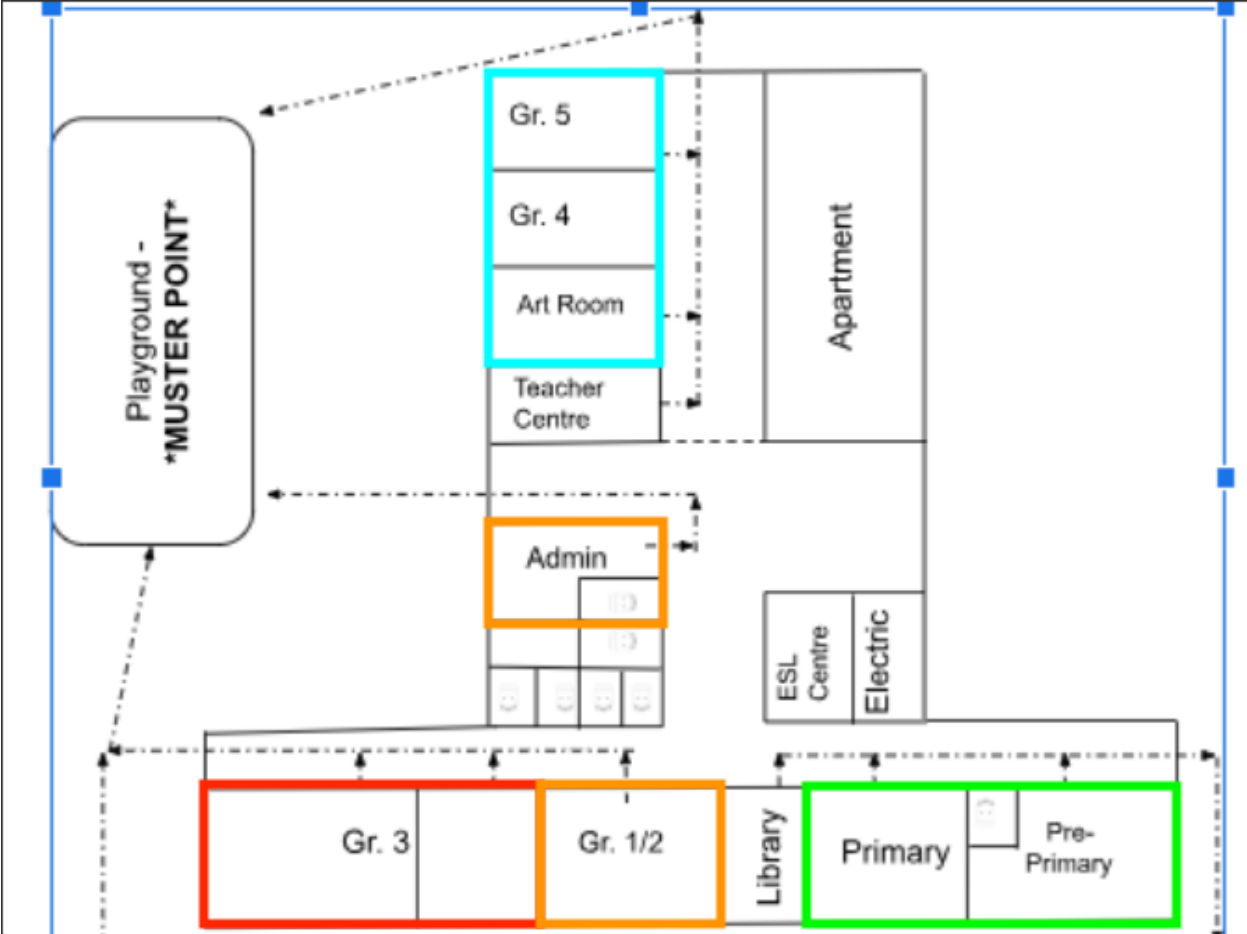 Gr. 5
Gr. 4
Art Room
Teacher
Centre
Apartment
Playground -
*MUSTER POINT*
Admin
ESL
Centre
Electric
Gr. 3
Gr. 1/2
Library
Primary
Pre-
Primary